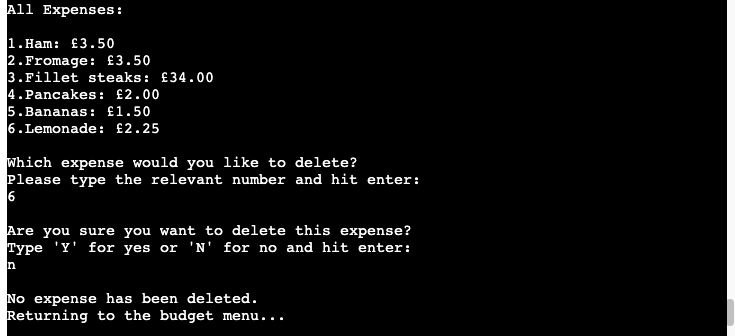 All Expenses:
1.Ham: £3.50
2.Fromage: £3.50
3.Fillet steaks: £34.00
4.Pancakes: £2.00
5.Bananas: £1.50
6.Lemonade: £2.25
Which expense would you like to delete?
Please type the relevant number and hit enter:
6
Are you sure you want to delete this expense?
Type 'Y' for yes or 'N' for no and hit enter:
n
No expense has been deleted.
Returning to the budget menu...